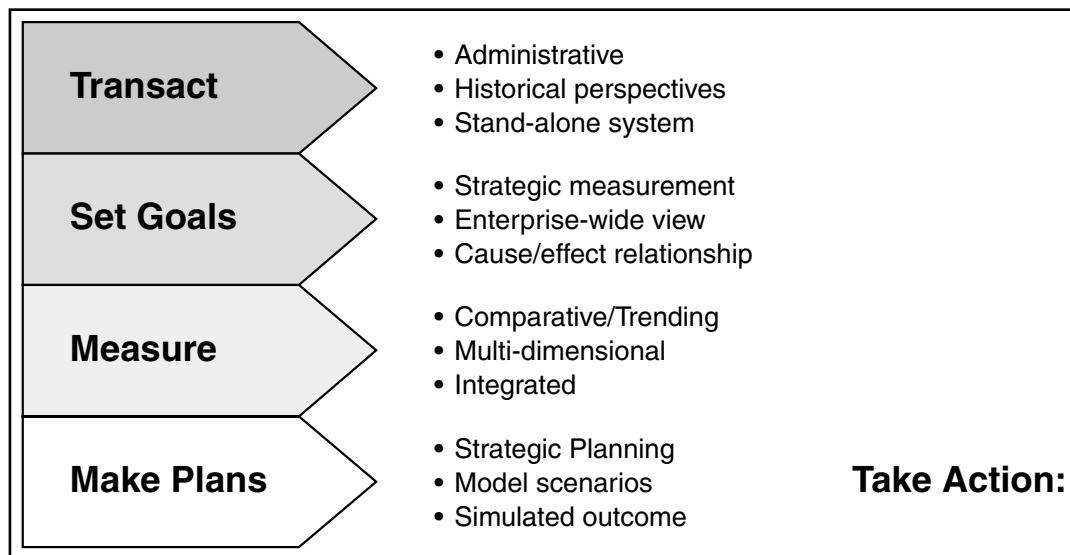 Transact
• Administrative
• Historical perspectives
• Stand-alone system
Set Goals
• Strategic measurement
• Enterprise-wide view
• Cause/effect relationship
Measure
• Comparative/Trending
• Multi-dimensional
• Integrated
Make Plans
• Strategic Planning
• Model scenarios
• Simulated outcome
Take Action: